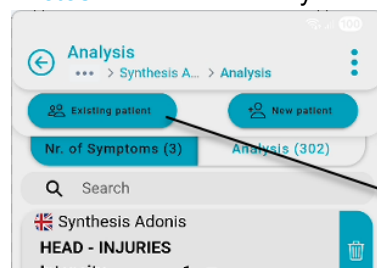 Analysis
••• > Synthesis A... > Analysis
Existing patient
New patient
Nr. of Symptoms (3)
Analysis (302)
Search
Synthesis Adonis
HEAD - INJURIES